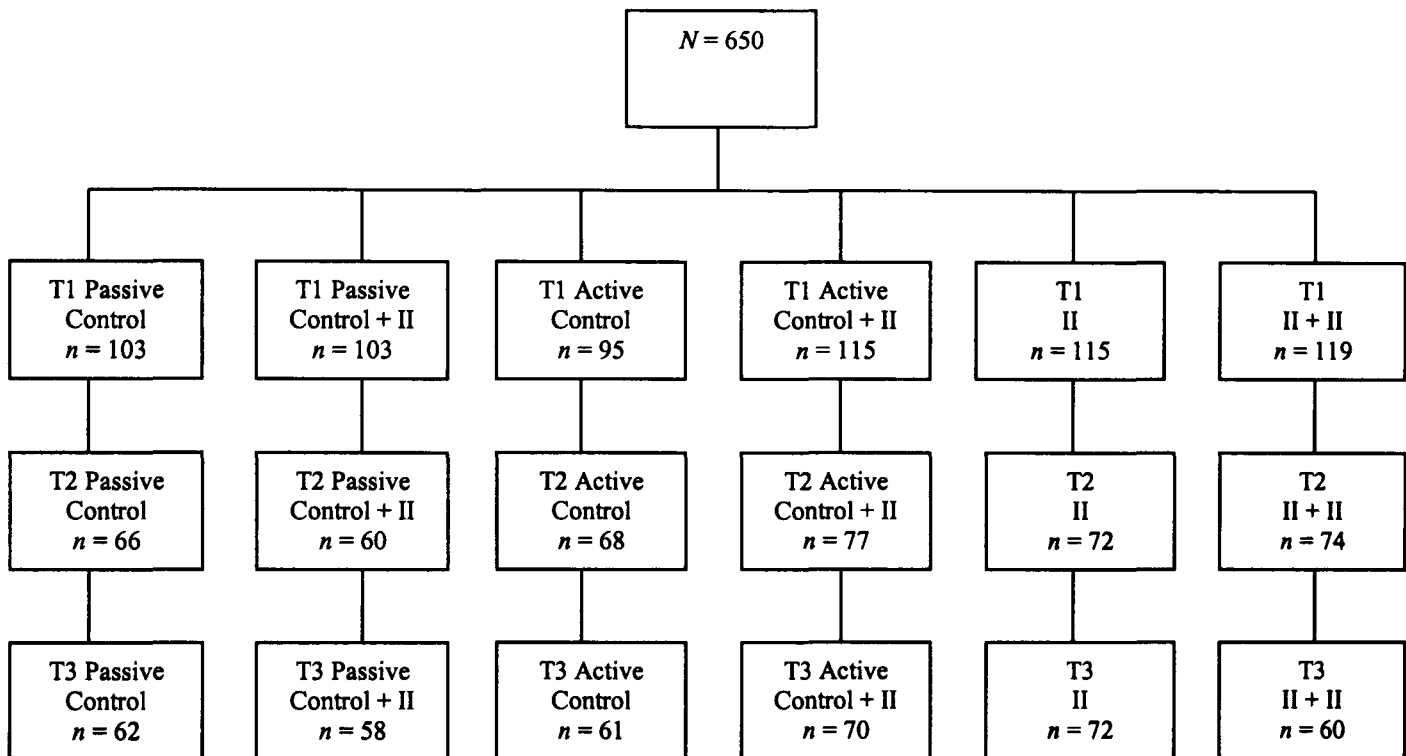 N = 650
T1 Passive
Control
n = 103
T1 Passive
Control + II
n = 103
T1 Active
Control
n = 95
T1 Active
Control + II
n = 115
T1
II
n = 115
T1
II + II
n = 119
T2 Passive
Control
n = 66
T2 Passive
Control + II
n = 60
T2 Active
Control
n = 68
T2 Active
Control + II
n = 77
T2
II
n = 72
T2
II + II
n = 74
T3 Passive
Control
n = 62
T3 Passive
Control + II
n = 58
T3 Active
Control
n = 61
T3 Active
Control + II
n = 70
T3
II
n = 72
T3
II + II
n = 60